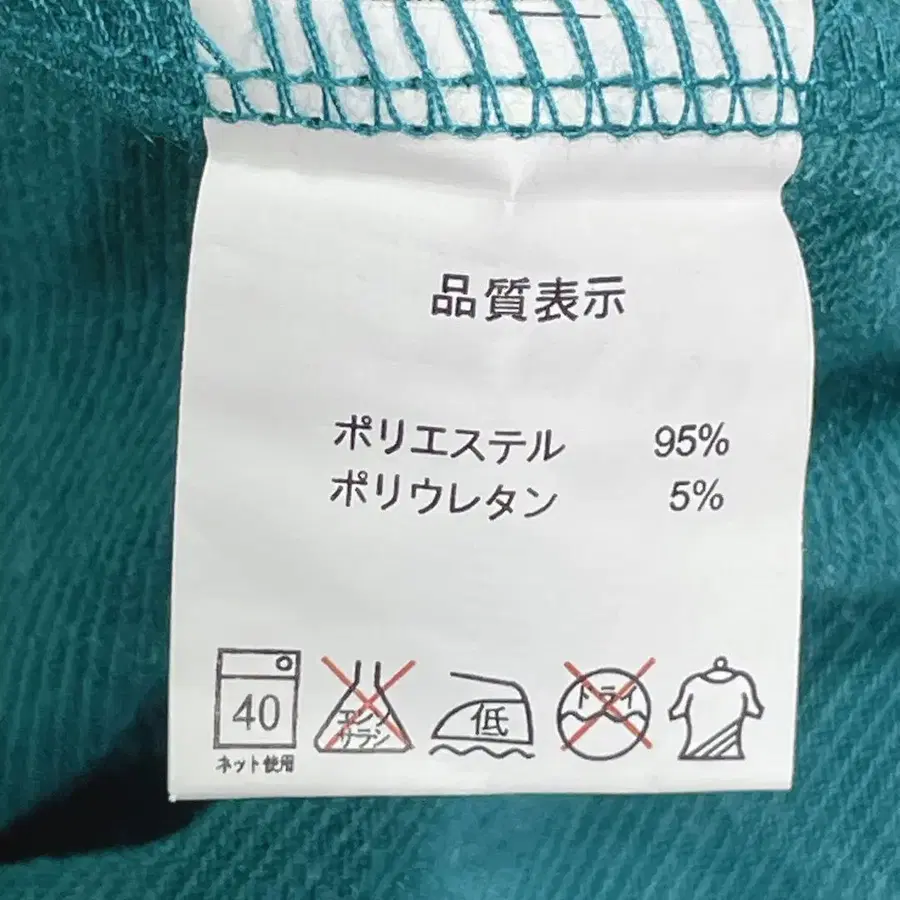 品質表示
ポリエステル 95%
ポリウレタン 5%
40
ネット使用
エンソ
サラシ
低
ドライ